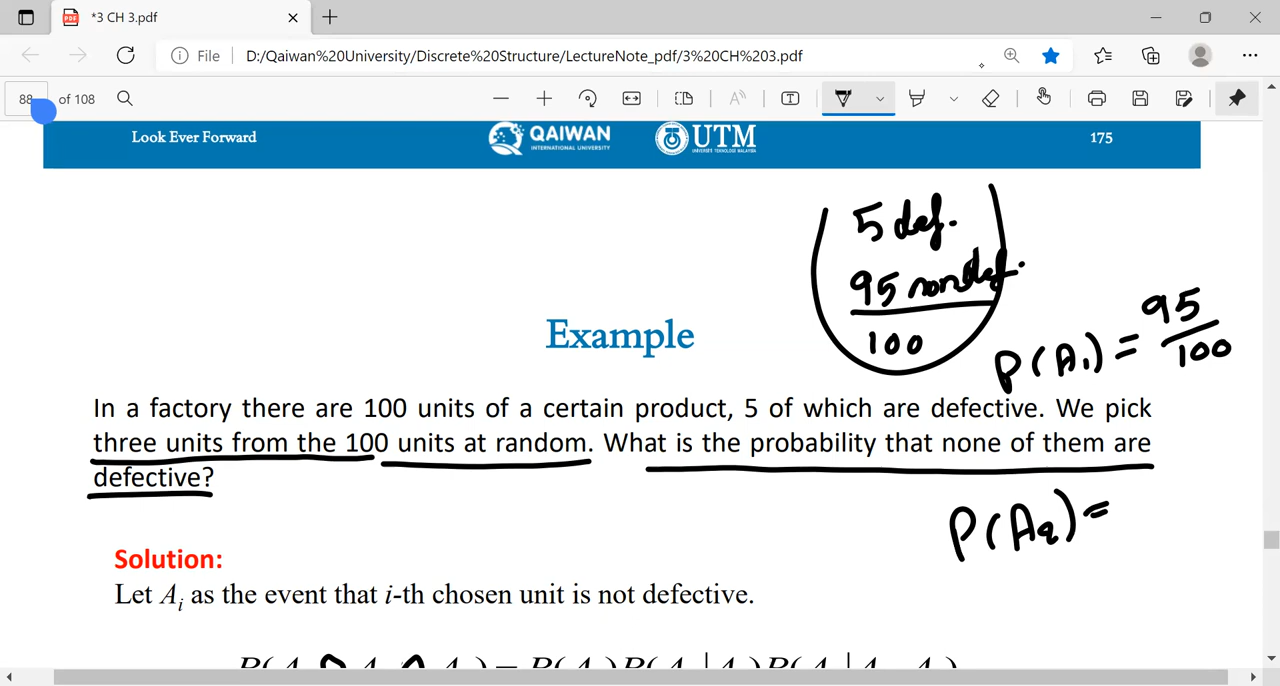 *3 CH 3.pdf
File D:/Qaiwan%20University/Discrete%20Structure/LectureNote_pdf/3%20CH%203.pdf
88 of 108
Look Ever Forward
QAIWAN
INTERNATIONAL UNIVERSITY
UTM
UNIVERSITI TEKNOLOGI MALAYSIA
175
5 def.
95 nondef.
100
P(A1) = 95/100
Example
In a factory there are 100 units of a certain product, 5 of which are defective. We pick
three units from the 100 units at random. What is the probability that none of them are
defective?
P(A2) =
Solution:
Let Ai as the event that i-th chosen unit is not defective.